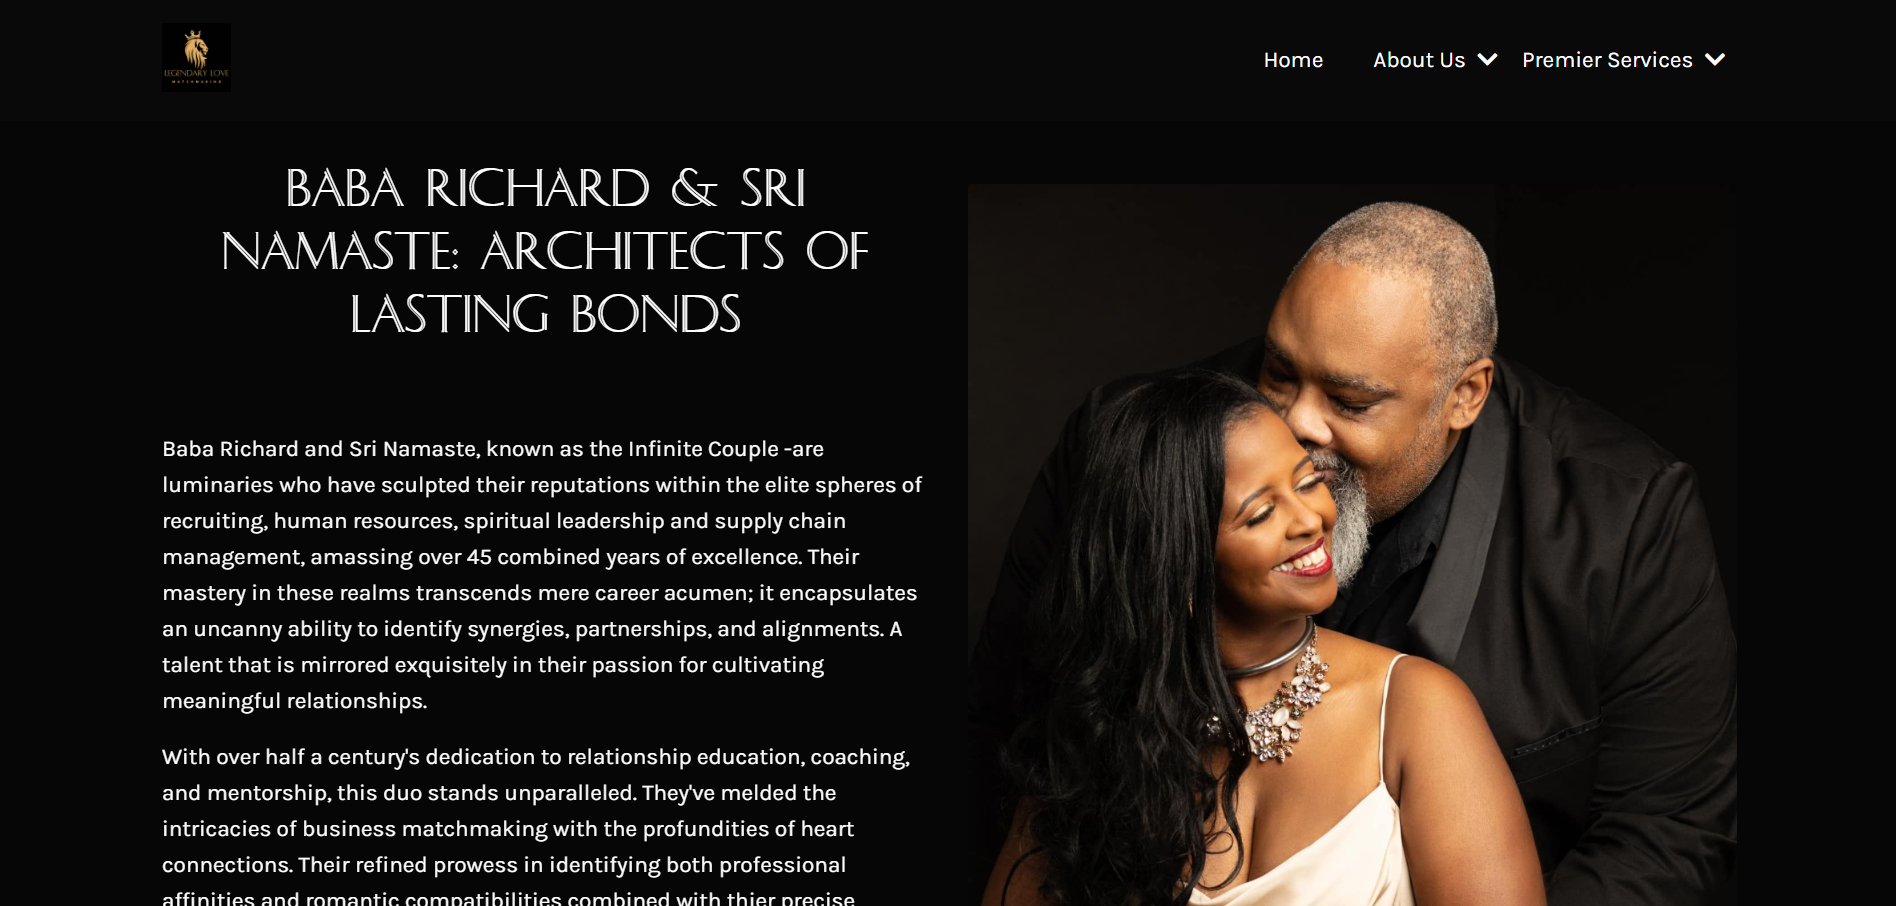 LEGENDARY LOVE
MATCHMAKING
Home
About Us
Premier Services
BABA RICHARD & SRI
NAMASTE: ARCHITECTS OF
LASTING BONDS
Baba Richard and Sri Namaste, known as the Infinite Couple -are
luminaries who have sculpted their reputations within the elite spheres of
recruiting, human resources, spiritual leadership and supply chain
management, amassing over 45 combined years of excellence. Their
mastery in these realms transcends mere career acumen; it encapsulates
an uncanny ability to identify synergies, partnerships, and alignments. A
talent that is mirrored exquisitely in their passion for cultivating
meaningful relationships.
With over half a century's dedication to relationship education, coaching,
and mentorship, this duo stands unparalleled. They've melded the
intricacies of business matchmaking with the profundities of heart
connections. Their refined prowess in identifying both professional
affinities and romantic compatibilities combined with thier precise